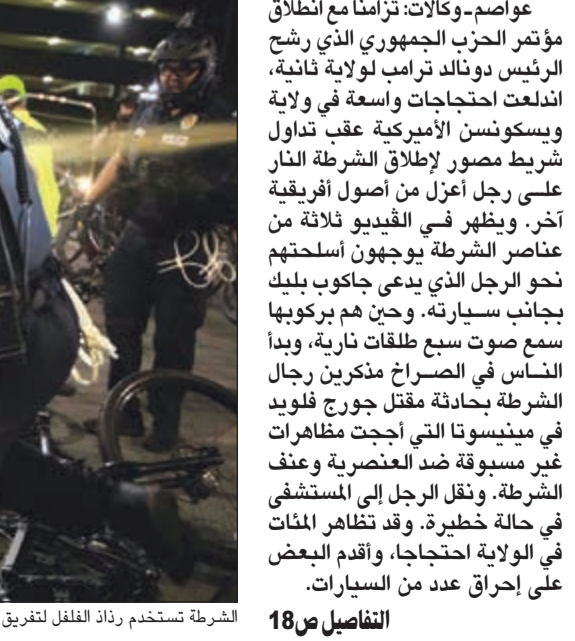 عواصم ـ وكالات: تزامناً مع انطلاق
مؤتمر الحزب الجمهوري الذي رشح
الرئيس دونالد ترامب لولاية ثانية،
اندلعت احتجاجات واسعة في ولاية
ويسكونسن الأميركية عقب تداول
شريط مصور لإطلاق الشرطة النار
على رجل أعزل من أصول أفريقية
آخر. ويظهر في الڤيديو ثلاثة من
عناصر الشرطة يوجهون أسلحتهم
نحو الرجل الذي يدعى جاكوب بليك
بجانب سيارته. وحين هم بركوبها
سمع صوت سبع طلقات نارية، وبدأ
الناس في الصراخ مذكرين رجال
الشرطة بحادثة مقتل جورج فلويد
في مينيسوتا التي أججت مظاهرات
غير مسبوقة ضد العنصرية وعنف
الشرطة. ونقل الرجل إلى المستشفى
في حالة خطيرة. وقد تظاهر المئات
في الولاية احتجاجا، وأقدم البعض
على إحراق عدد من السيارات.
التفاصيل ص18
الشرطة تستخدم رذاذ الفلفل لتفريق